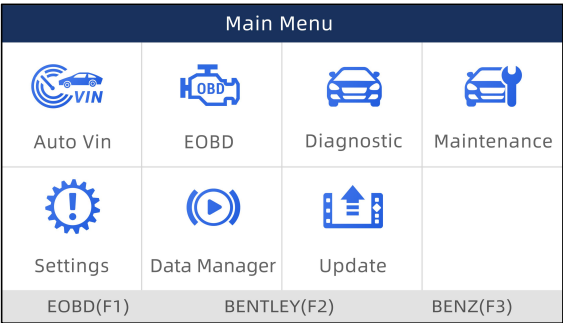 Main Menu
VIN
OBD
Auto Vin EOBD Diagnostic Maintenance
Settings Data Manager Update
EOBD(F1) BENTLEY(F2) BENZ(F3)